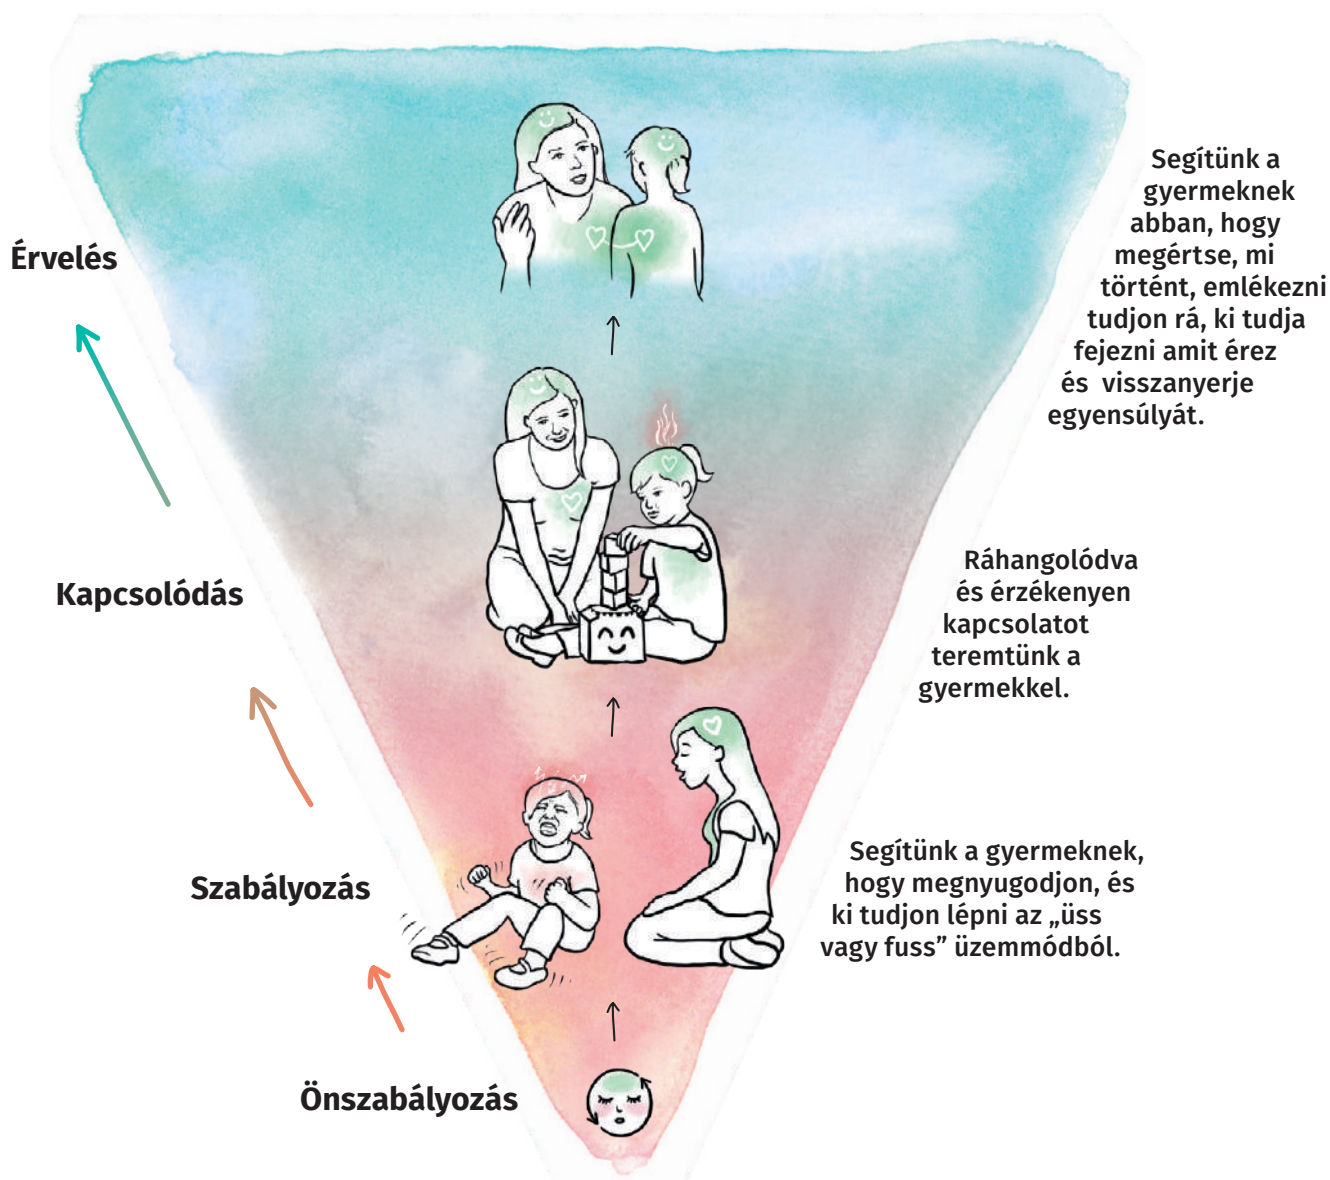 Érvelés
Segítünk a
gyermeknek
abban, hogy
megértse, mi
történt, emlékezni
tudjon rá, ki tudja
fejezni amit érez
és visszanyerje
egyensúlyát.
Kapcsolódás
Ráhangolódva
és érzékenyen
kapcsolatot
teremtünk a
gyermekkel.
Szabályozás
Segítünk a gyermeknek,
hogy megnyugodjon, és
ki tudjon lépni az „üss
vagy fuss” üzemmódból.
Önszabályozás